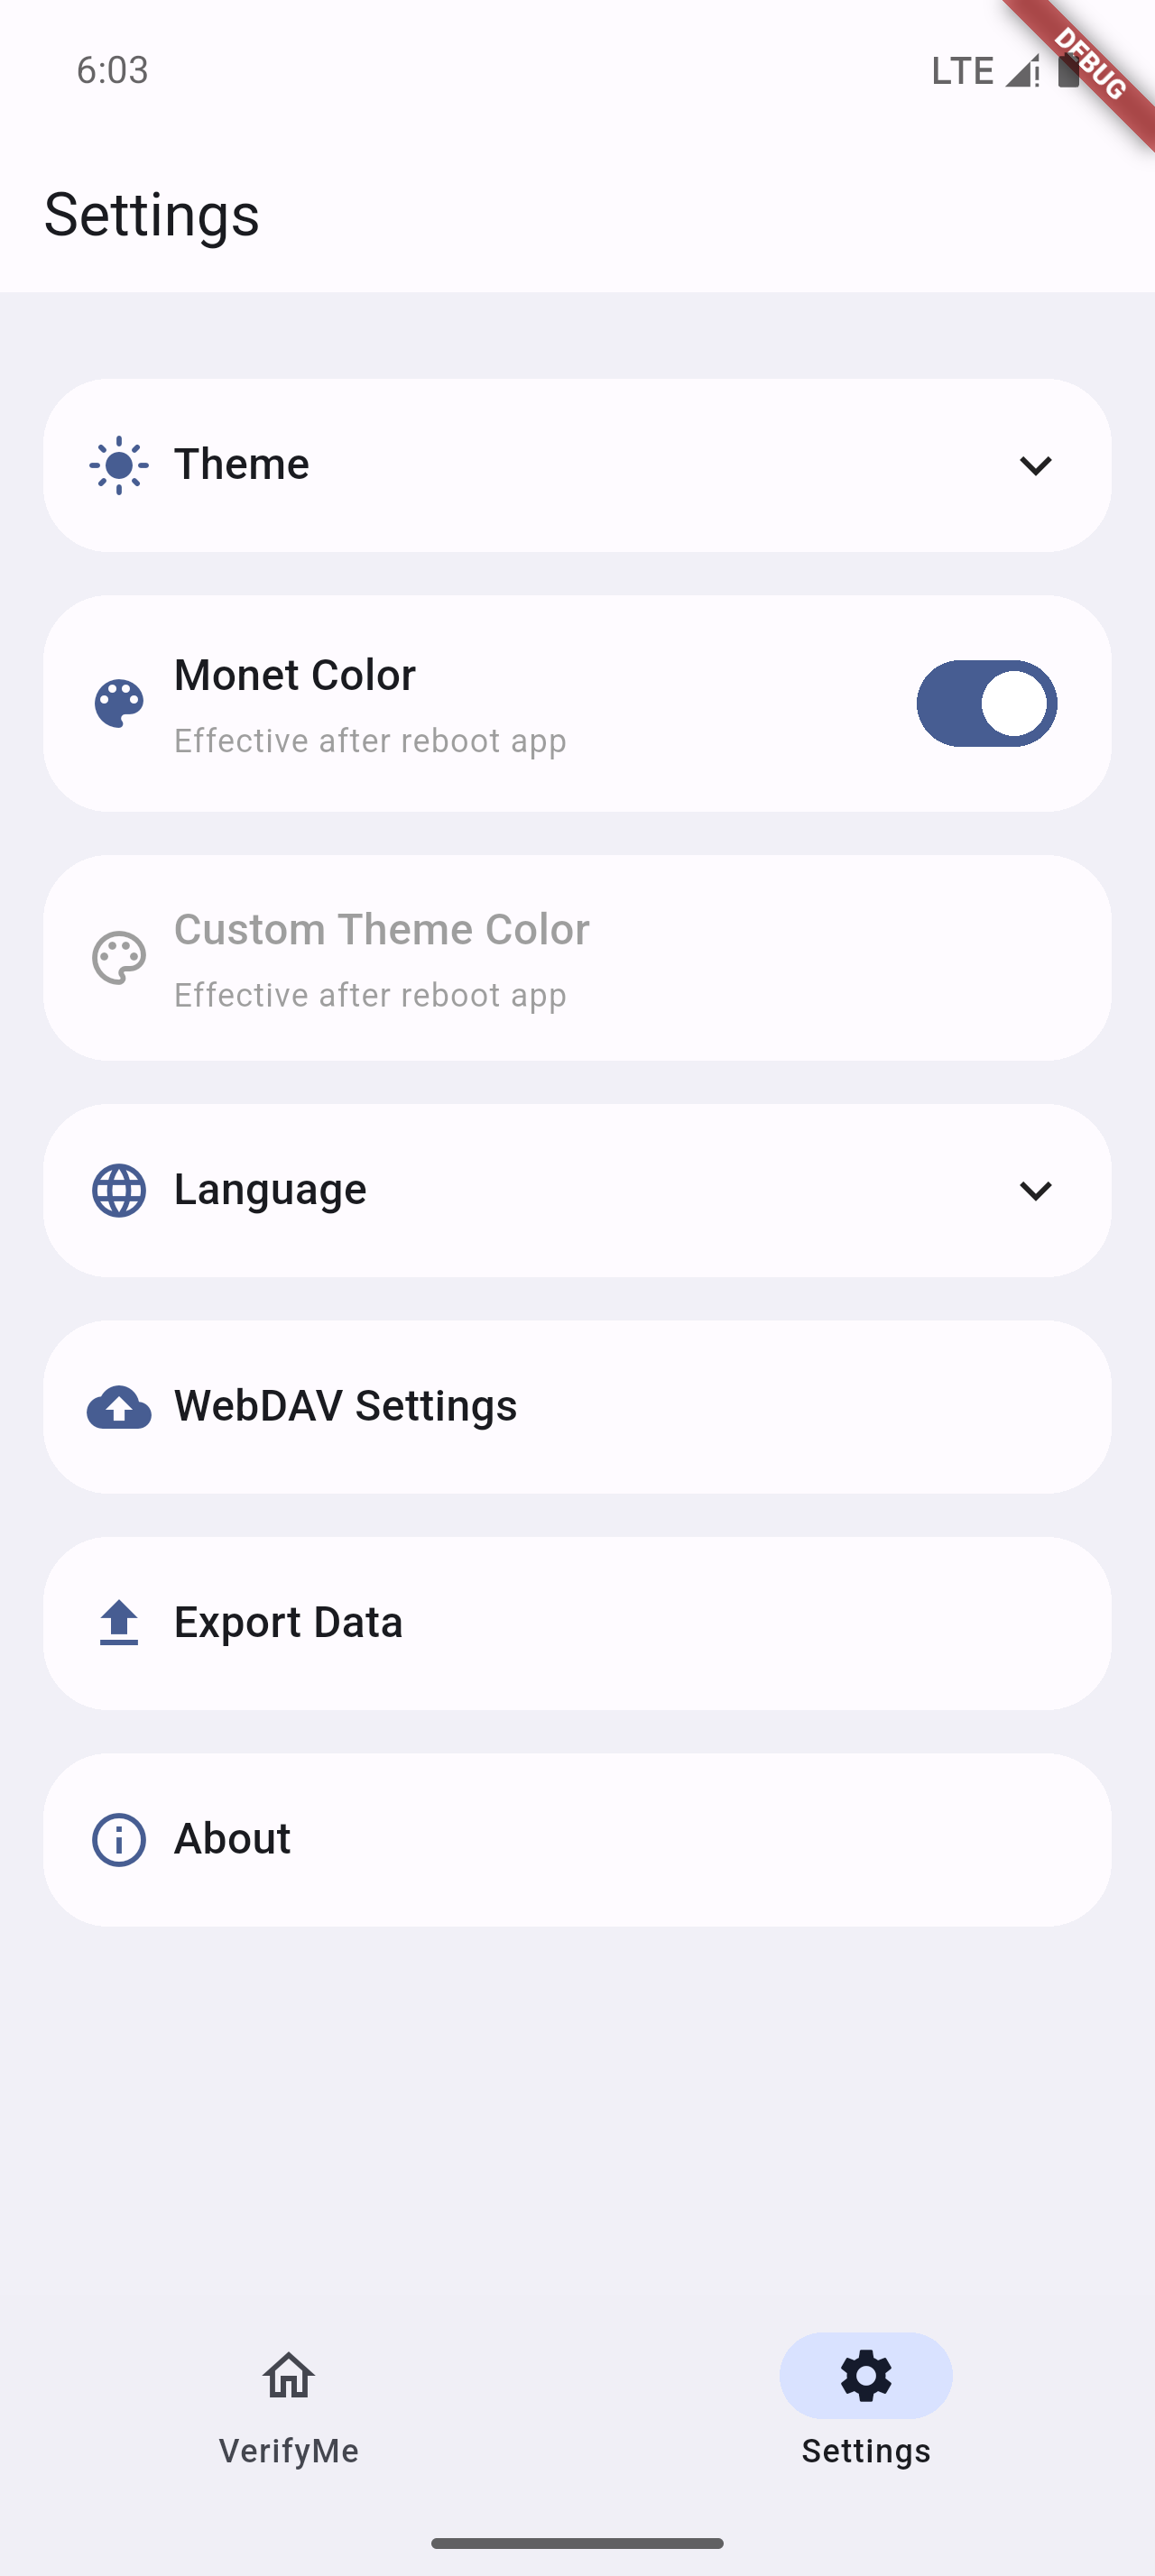 6:03
LTE
DEBUG
Settings
Theme
Monet Color
Effective after reboot app
Custom Theme Color
Effective after reboot app
Language
WebDAV Settings
Export Data
About
VerifyMe
Settings